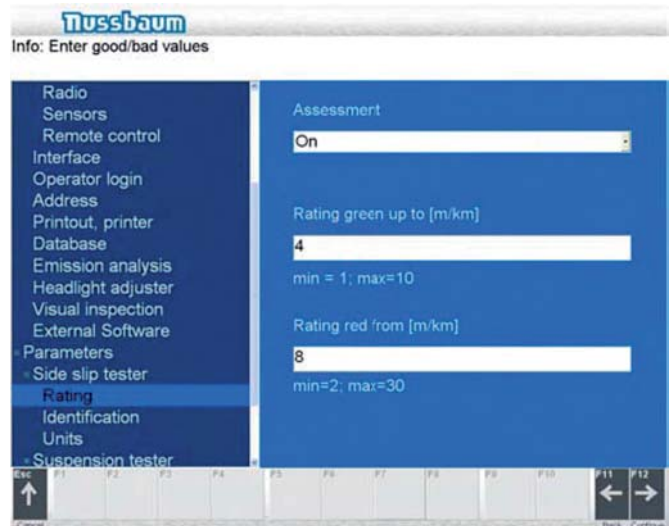 Nussbaum
Info: Enter good/bad values
Radio
Sensors
Remote control
Interface
Operator login
Address
Printout, printer
Database
Emission analysis
Headlight adjuster
Visual inspection
External Software
Parameters
Side slip tester
Rating
Identification
Units
Suspension tester
Assessment
On
Rating green up to [m/km]
4
min = 1; max=10
Rating red from [m/km]
8
min=2; max=30
Esc F1 F2 F3 F4 F5 F6 F7 F8 F9 F10 F11 F12
Cancel Back Continue